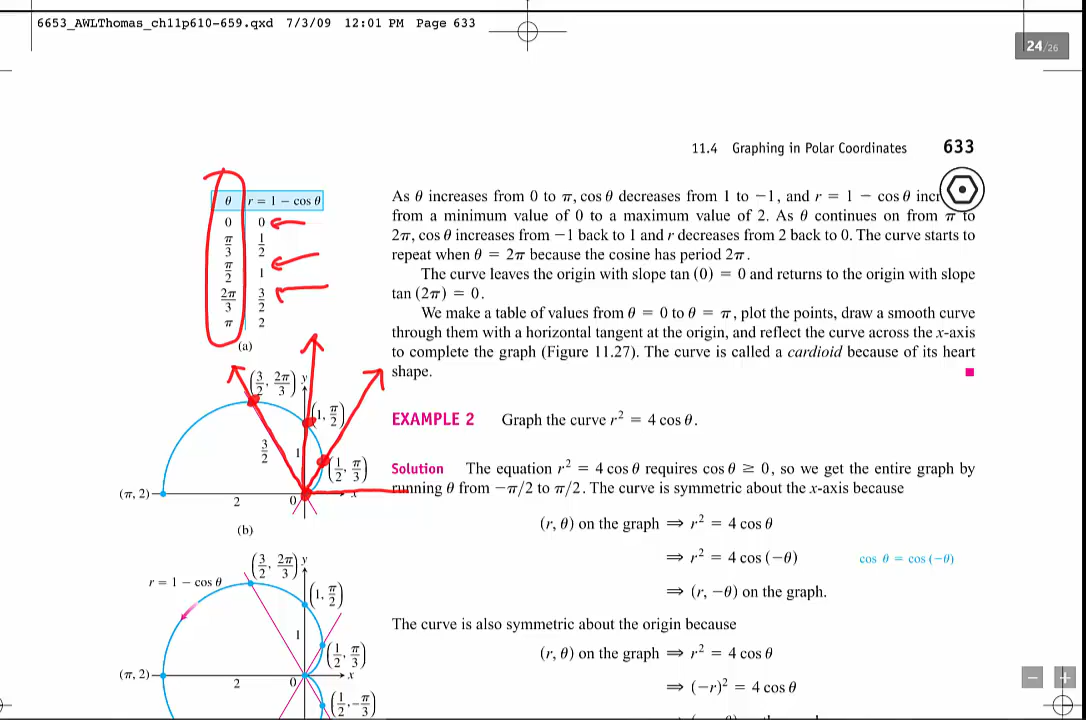 6653_AWLThomas_ch11p610-659.qxd 7/3/09 12:01 PM Page 633
24/26
11.4 Graphing in Polar Coordinates 633
θ r = 1 − cos θ
0 0
π/3 1/2
π/2 1
2π/3 3/2
π 2
(a)
(3/2, 2π/3) y
(1, π/2)
3/2 1
(1/2, π/3)
(π, 2) 2 0 x
(b)
(3/2, 2π/3) y
r = 1 − cos θ
(1, π/2)
1
(1/2, π/3)
(π, 2) 2 0 x
(1/2, −π/3)
As θ increases from 0 to π, cos θ decreases from 1 to −1, and r = 1 − cos θ incr
from a minimum value of 0 to a maximum value of 2. As θ continues on from π to
2π, cos θ increases from −1 back to 1 and r decreases from 2 back to 0. The curve starts to
repeat when θ = 2π because the cosine has period 2π.
The curve leaves the origin with slope tan (0) = 0 and returns to the origin with slope
tan (2π) = 0.
We make a table of values from θ = 0 to θ = π, plot the points, draw a smooth curve
through them with a horizontal tangent at the origin, and reflect the curve across the x-axis
to complete the graph (Figure 11.27). The curve is called a cardioid because of its heart
shape.
EXAMPLE 2 Graph the curve r² = 4 cos θ.
Solution The equation r² = 4 cos θ requires cos θ ≥ 0, so we get the entire graph by
running θ from −π/2 to π/2. The curve is symmetric about the x-axis because
(r, θ) on the graph ⇒ r² = 4 cos θ
⇒ r² = 4 cos (−θ) cos θ = cos (−θ)
⇒ (r, −θ) on the graph.
The curve is also symmetric about the origin because
(r, θ) on the graph ⇒ r² = 4 cos θ
⇒ (−r)² = 4 cos θ